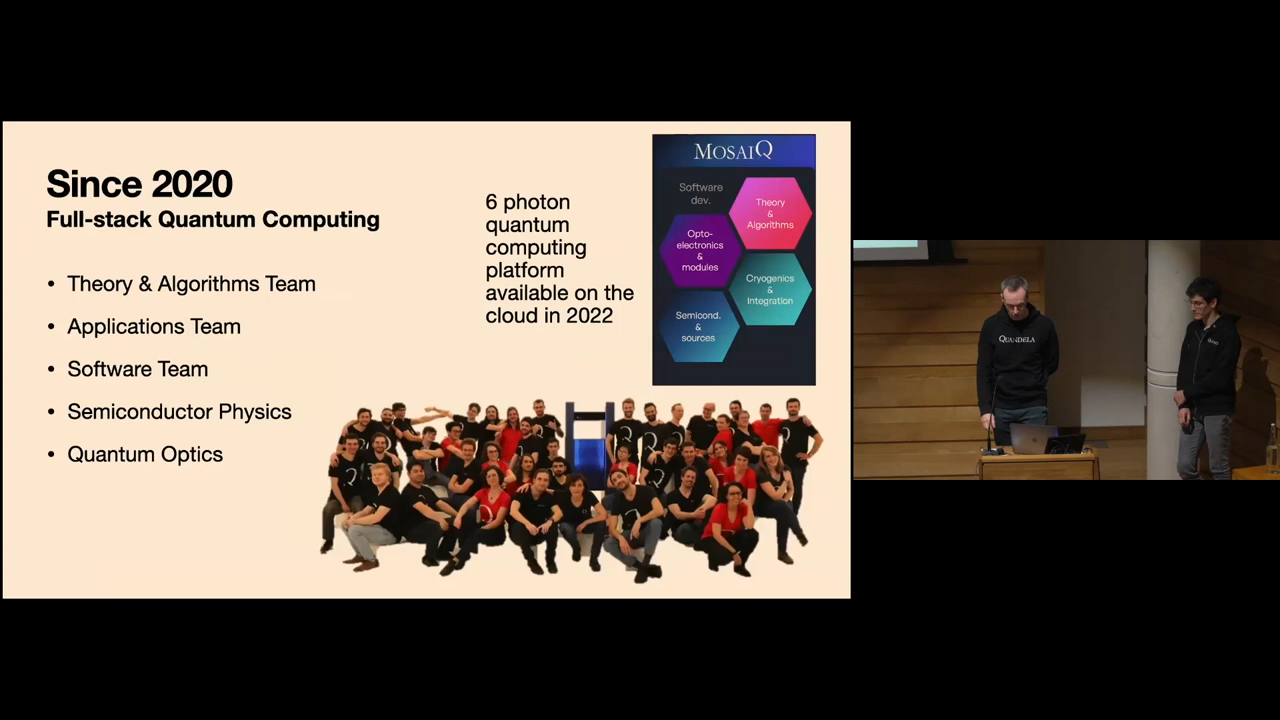 Since 2020
Full-stack Quantum Computing
• Theory & Algorithms Team
• Applications Team
• Software Team
• Semiconductor Physics
• Quantum Optics
6 photon
quantum
computing
platform
available on the
cloud in 2022
MOSAIQ
Software
dev.
Theory
&
Algorithms
Opto-
electronics
&
modules
Cryogenics
&
Integration
Semicond.
&
sources
QUANDELA